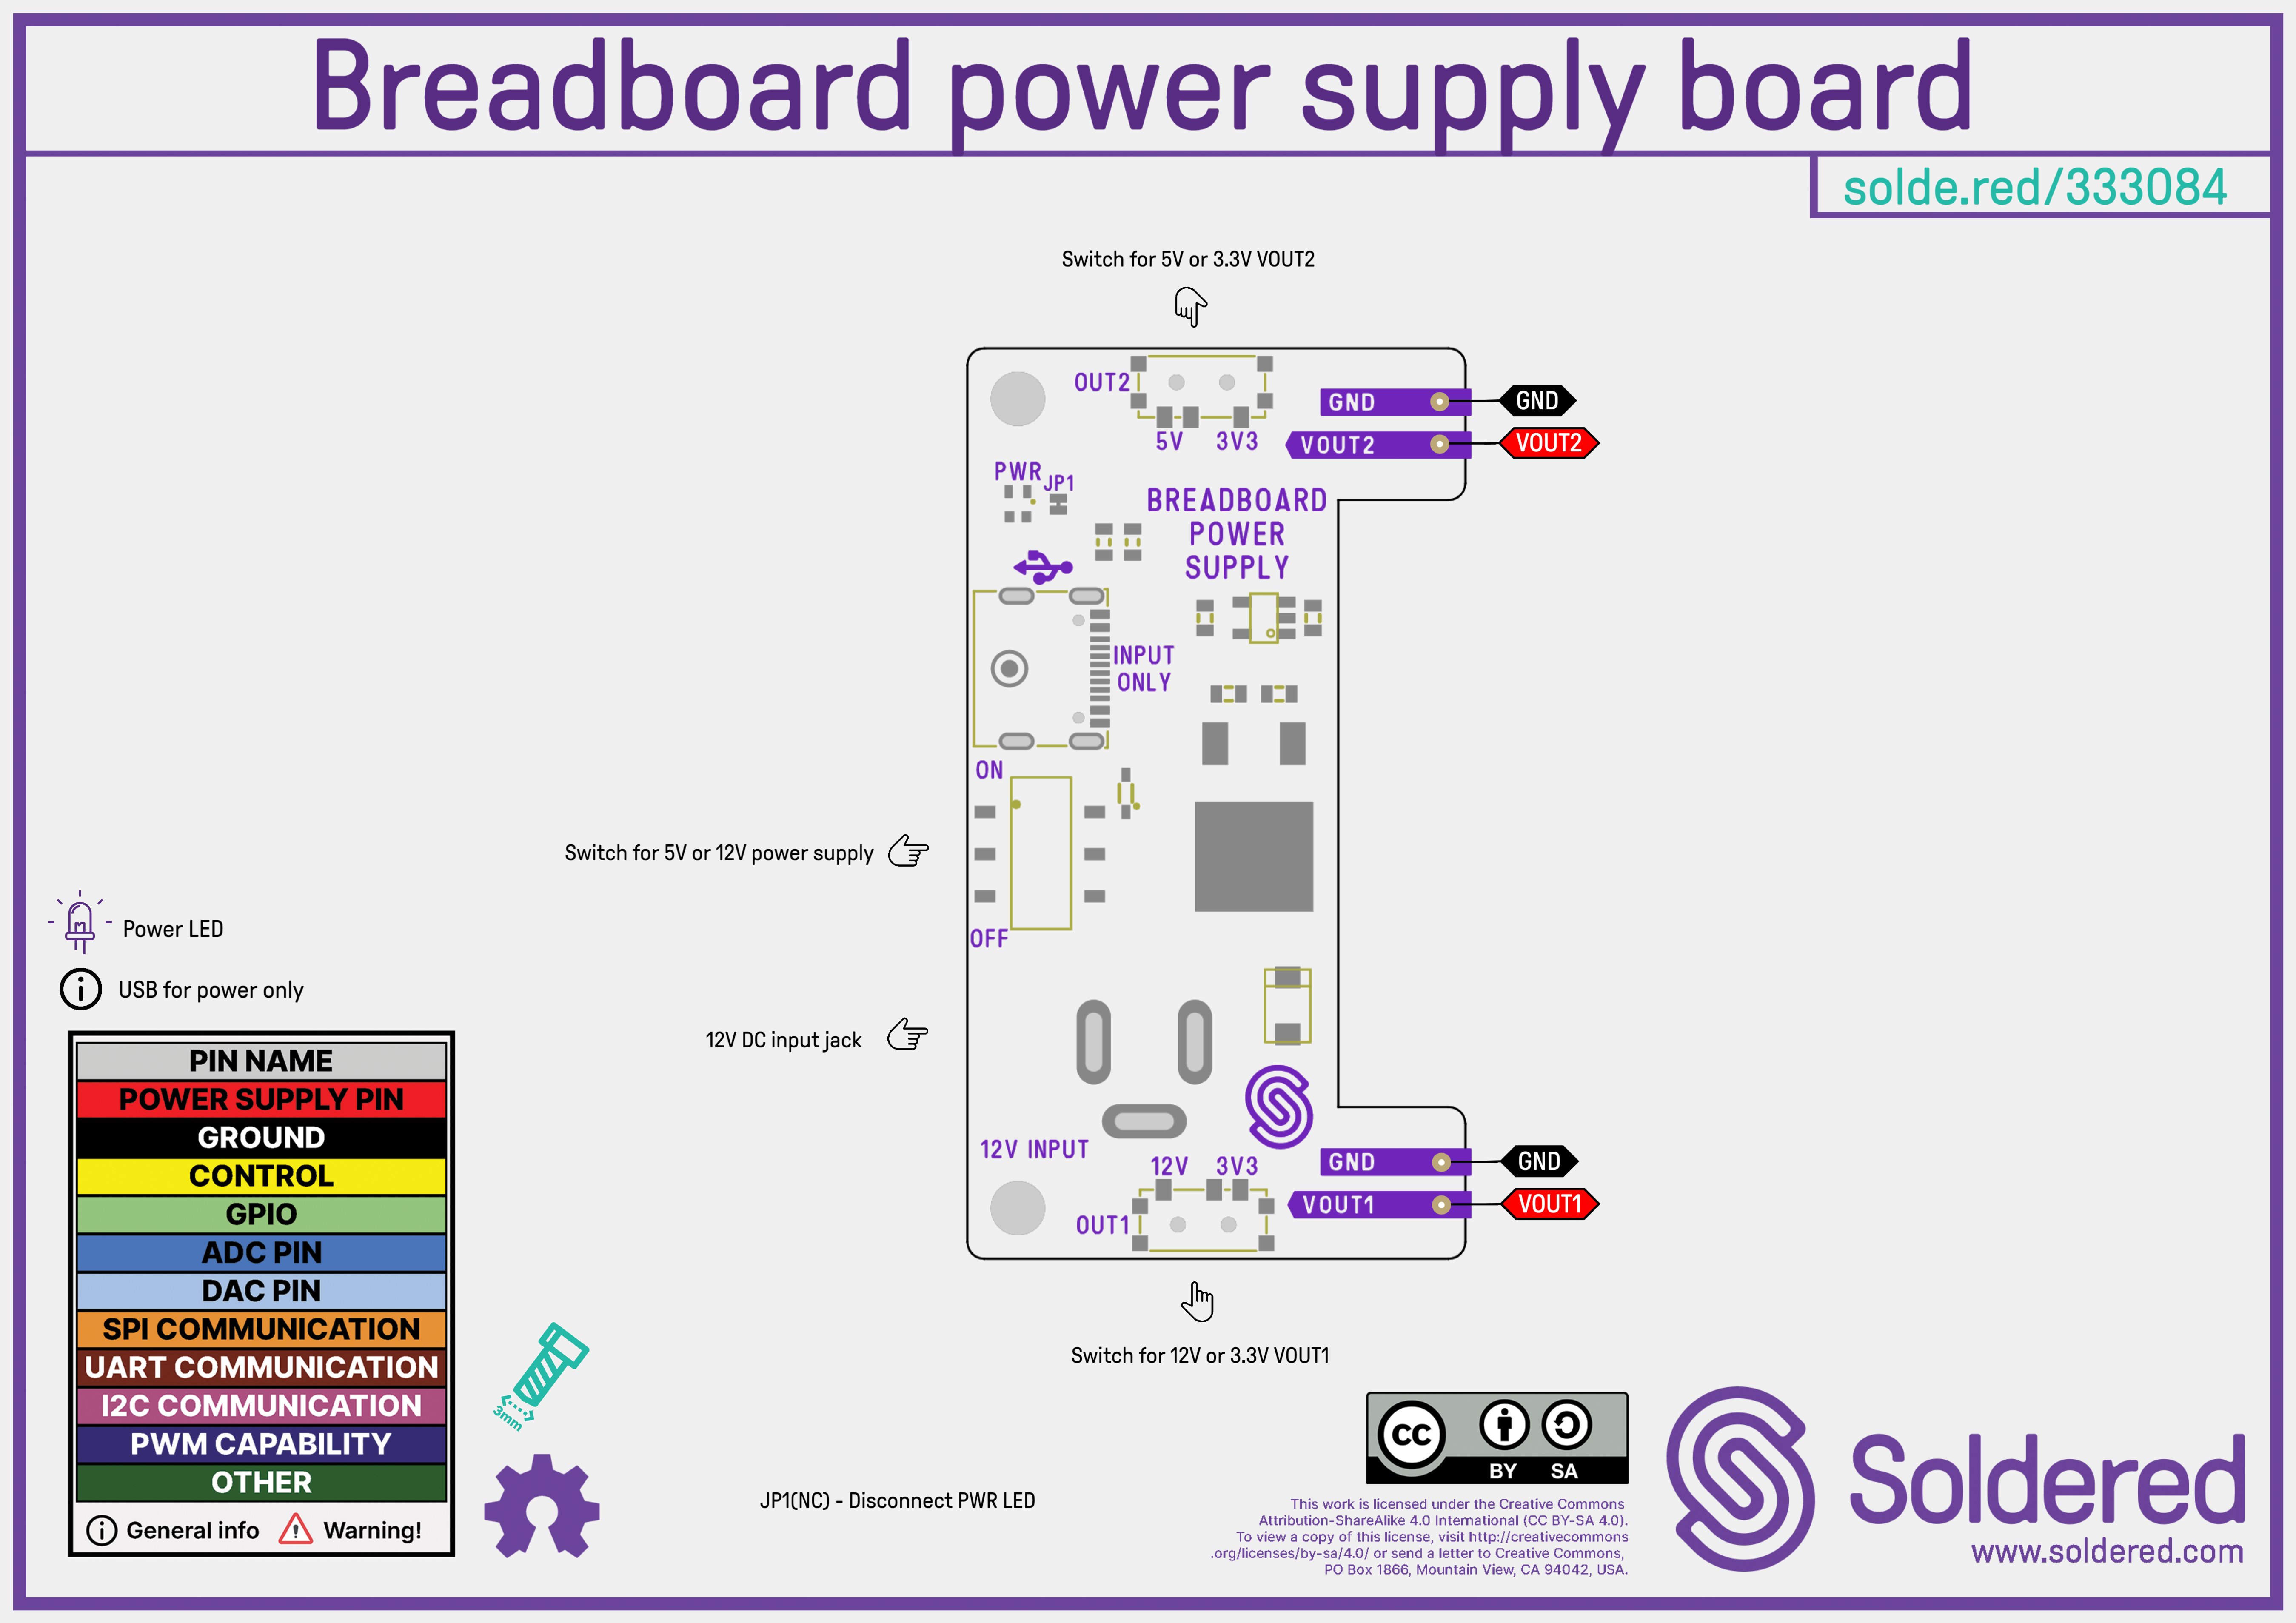 Breadboard power supply board
solde.red/333084
Switch for 5V or 3.3V VOUT2
OUT2
5V 3V3
GND
GND
VOUT2
VOUT2
PWR
JP1
BREADBOARD
POWER
SUPPLY
INPUT
ONLY
ON
Switch for 5V or 12V power supply
OFF
Power LED
USB for power only
12V DC input jack
12V INPUT
12V 3V3
GND
GND
OUT1
VOUT1
VOUT1
Switch for 12V or 3.3V VOUT1
PIN NAME
POWER SUPPLY PIN
GROUND
CONTROL
GPIO
ADC PIN
DAC PIN
SPI COMMUNICATION
UART COMMUNICATION
I2C COMMUNICATION
PWM CAPABILITY
OTHER
General info Warning!
3mm
JP1(NC) - Disconnect PWR LED
CC
BY SA
This work is licensed under the Creative Commons
Attribution-ShareAlike 4.0 International (CC BY-SA 4.0).
To view a copy of this license, visit http://creativecommons
.org/licenses/by-sa/4.0/ or send a letter to Creative Commons,
PO Box 1866, Mountain View, CA 94042, USA.
Soldered
www.soldered.com